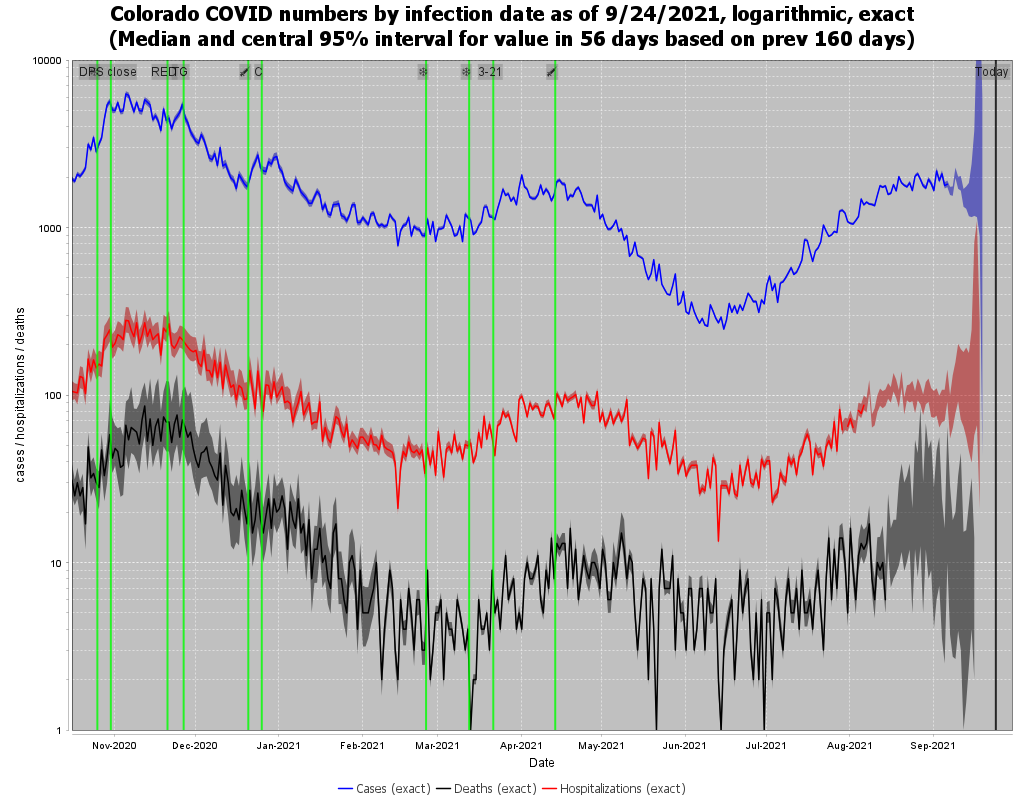 Colorado COVID numbers by infection date as of 9/24/2021, logarithmic, exact
(Median and central 95% interval for value in 56 days based on prev 160 days)
10000
1000
100
10
1
cases / hospitalizations / deaths
close
TG
C
3-21
Today
Nov-2020 Dec-2020 Jan-2021 Feb-2021 Mar-2021 Apr-2021 May-2021 Jun-2021 Jul-2021 Aug-2021 Sep-2021
Date
Cases (exact) Deaths (exact) Hospitalizations (exact)